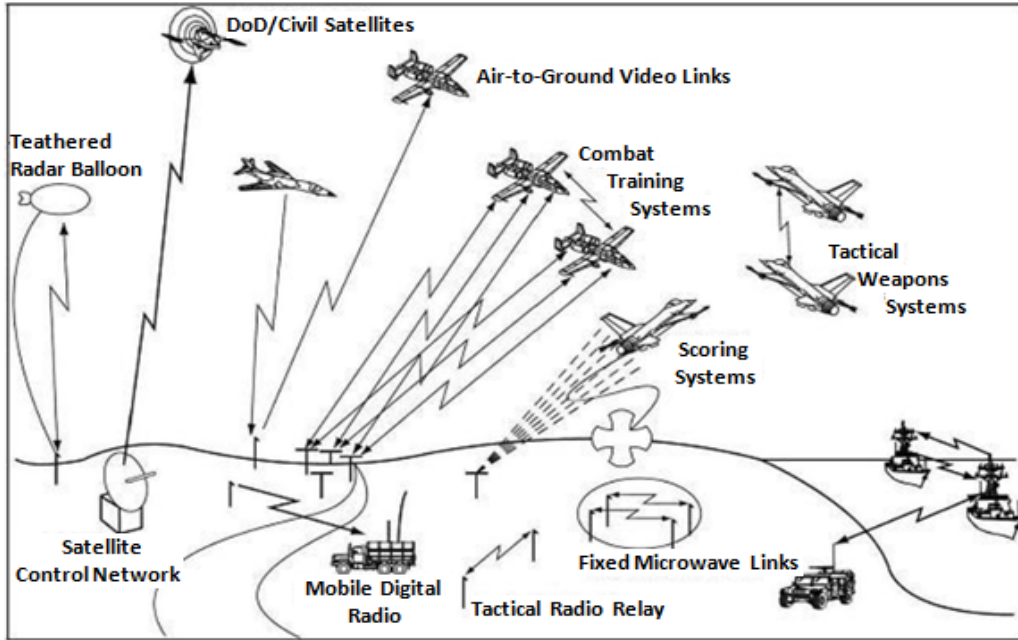 DoD/Civil Satellites
Air-to-Ground Video Links
Teathered
Radar Balloon
Combat
Training
Systems
Tactical
Weapons
Systems
Scoring
Systems
Satellite
Control Network
Mobile Digital
Radio
Tactical Radio Relay
Fixed Microwave Links